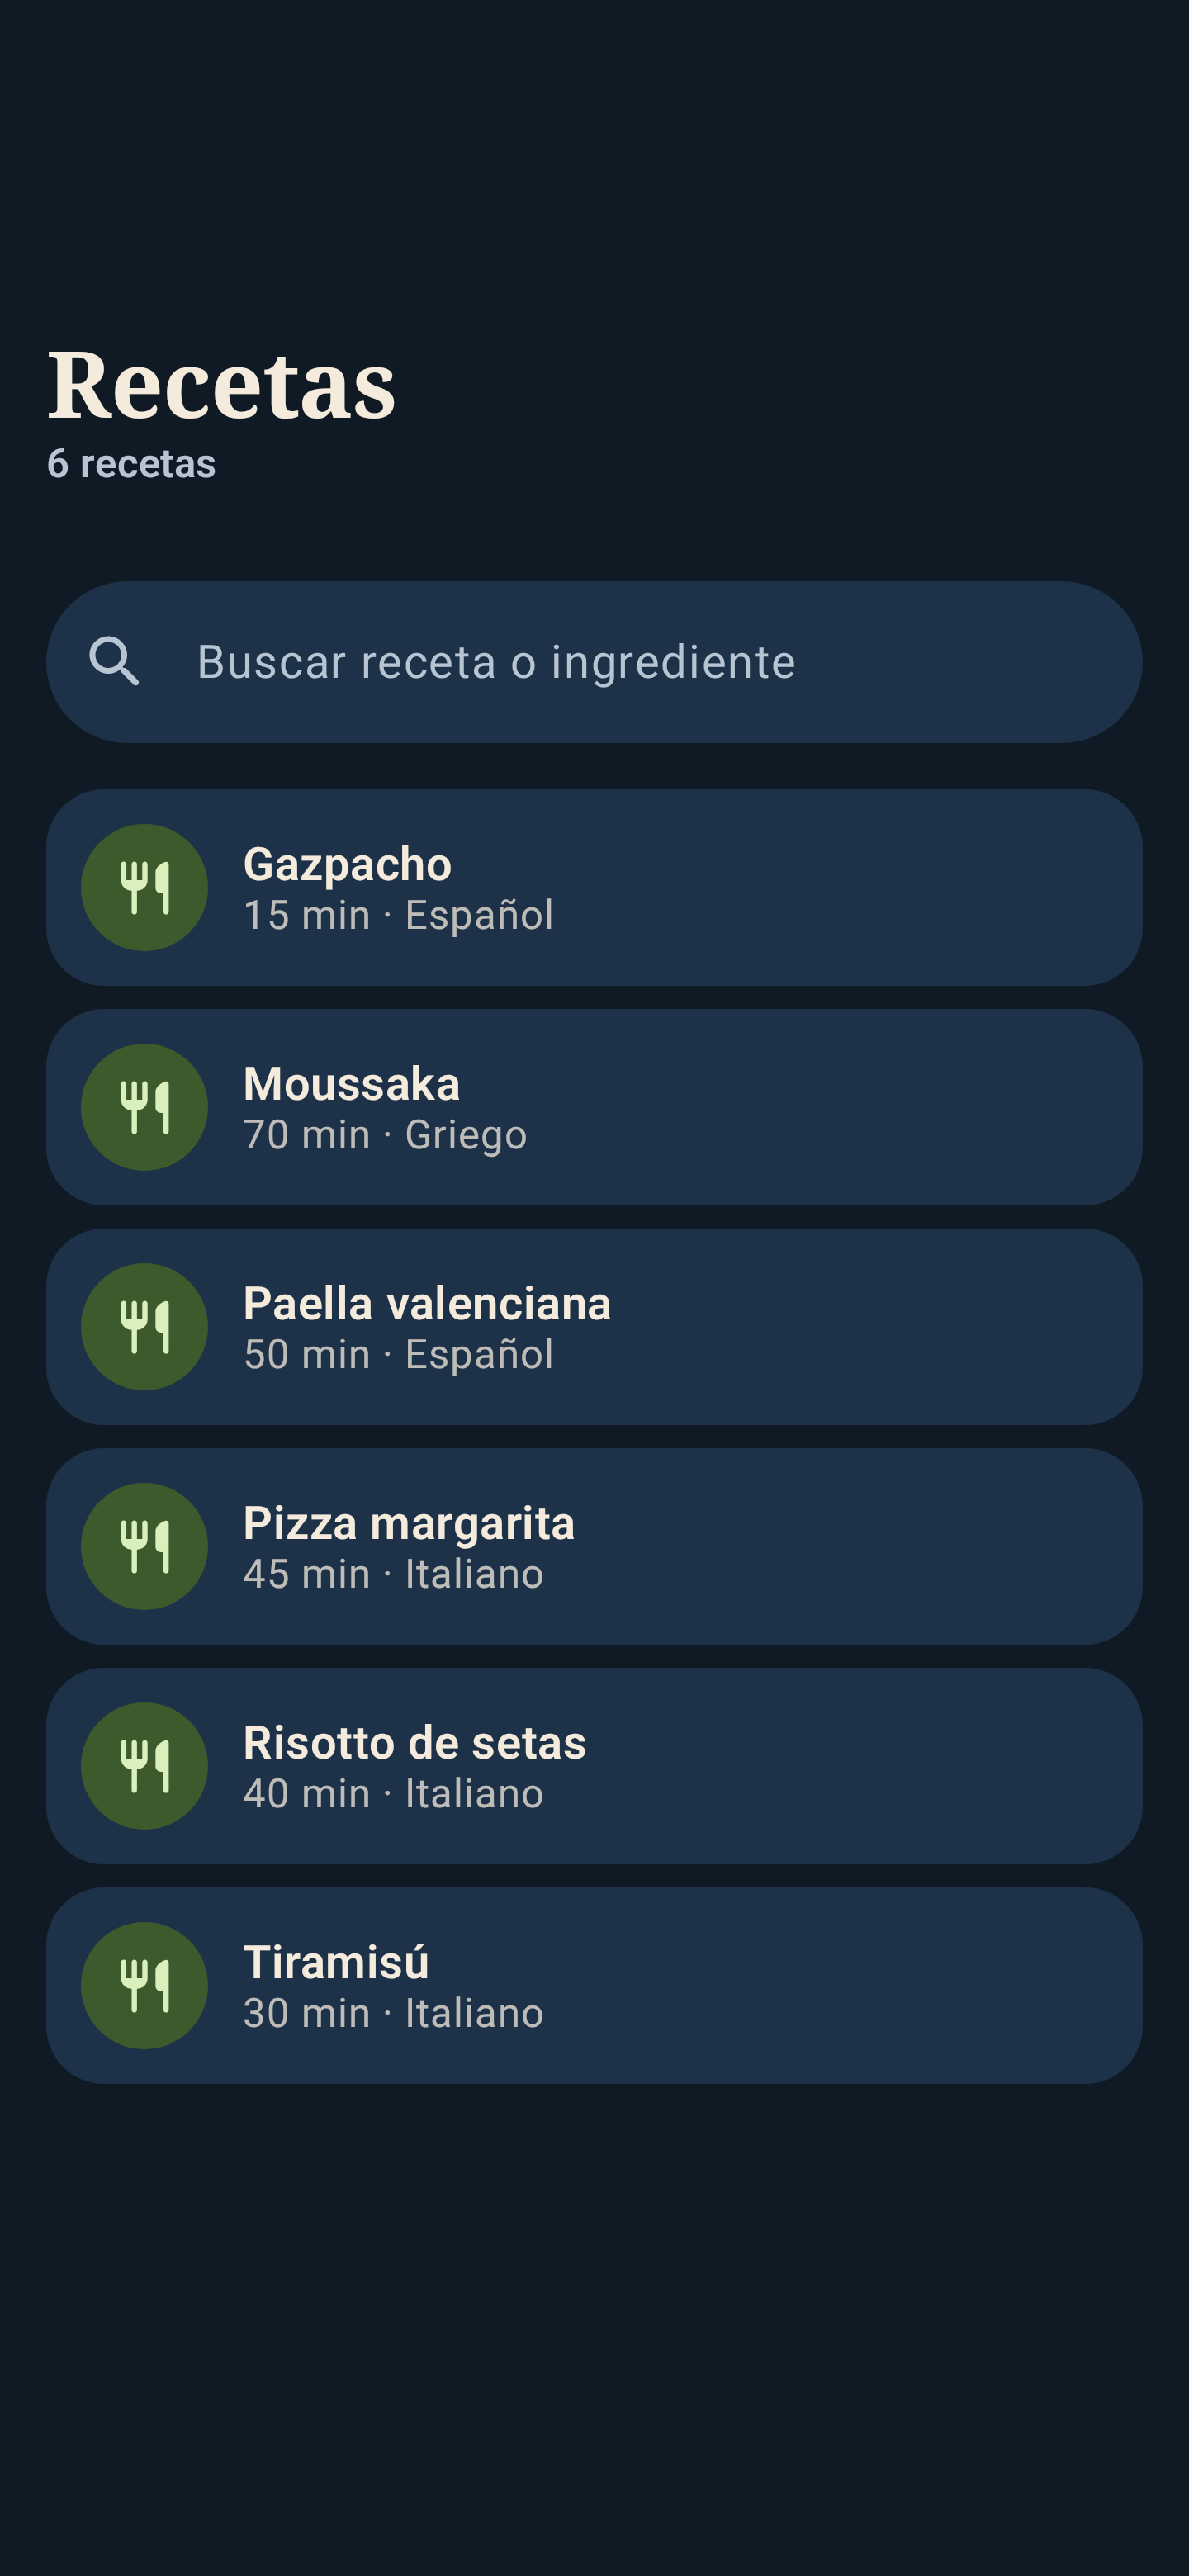 Recetas
6 recetas
Buscar receta o ingrediente
Gazpacho
15 min · Español
Moussaka
70 min · Griego
Paella valenciana
50 min · Español
Pizza margarita
45 min · Italiano
Risotto de setas
40 min · Italiano
Tiramisú
30 min · Italiano